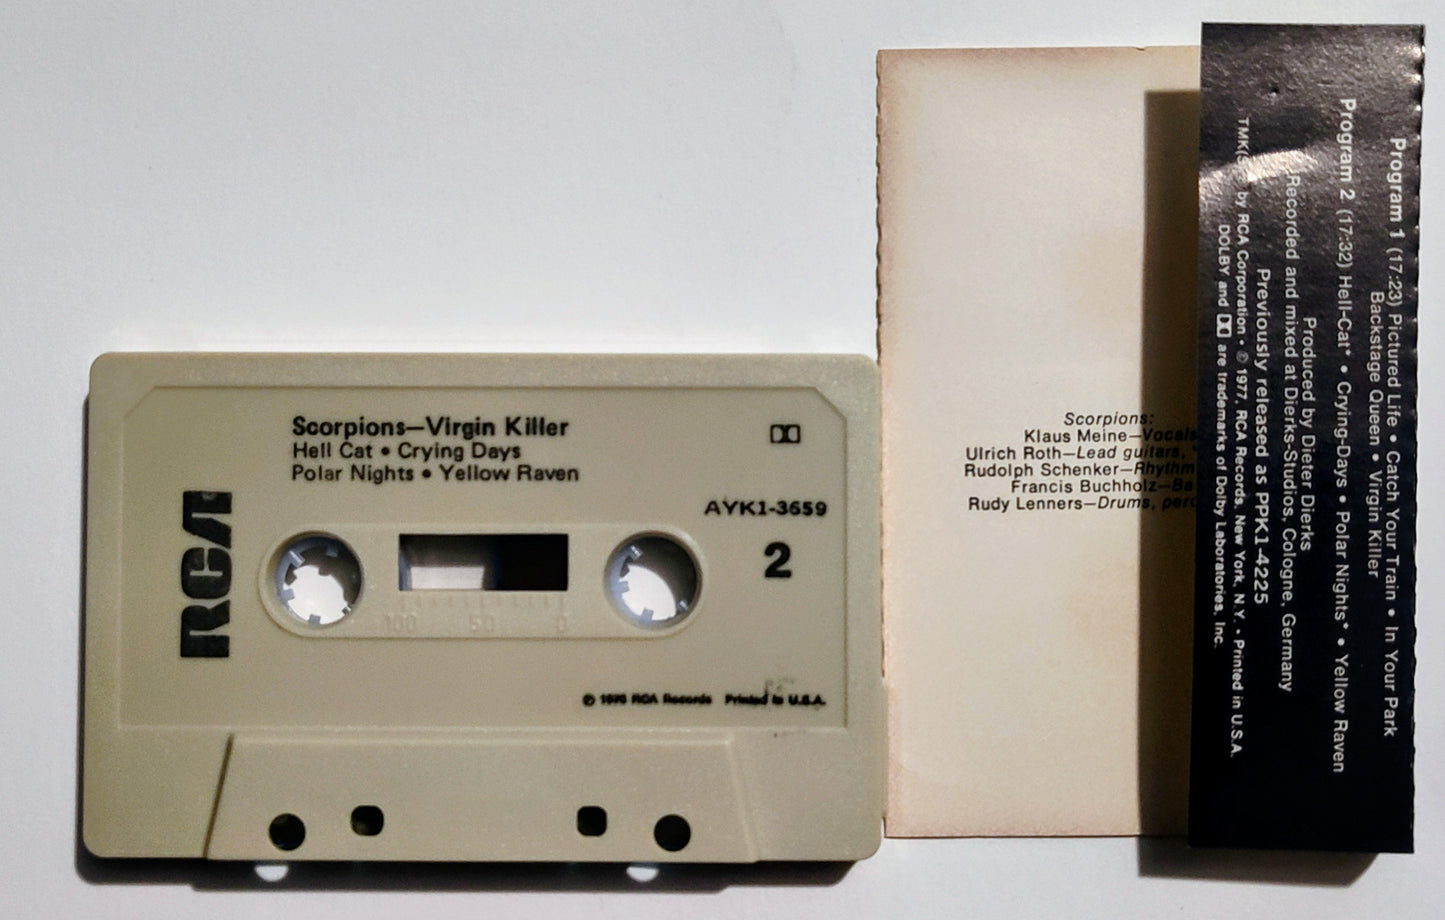 Scorpions—Virgin Killer
Hell Cat • Crying Days
Polar Nights • Yellow Raven
AYK1-3659
2
RCA
100 50 0
RCA Records Printed in U.S.A.
Scorpions:
Klaus Meine—Vocals
Ulrich Roth—Lead guitars,
Rudolph Schenker—Rhythm
Francis Buchholz—Ba
Rudy Lenners—Drums, perc
Program 1 (17:23) Pictured Life • Catch Your Train • In Your Park
Backstage Queen • Virgin Killer
Program 2 (17:32) Hell-Cat* • Crying-Days • Polar Nights* • Yellow Raven
Produced by Dieter Dierks
Recorded and mixed at Dierks-Studios, Cologne, Germany
Previously released as PPK1-4225
by RCA Corporation • © 1977, RCA Records, New York, N.Y. • Printed in U.S.A.
DOLBY and are trademarks of Dolby Laboratories, Inc.